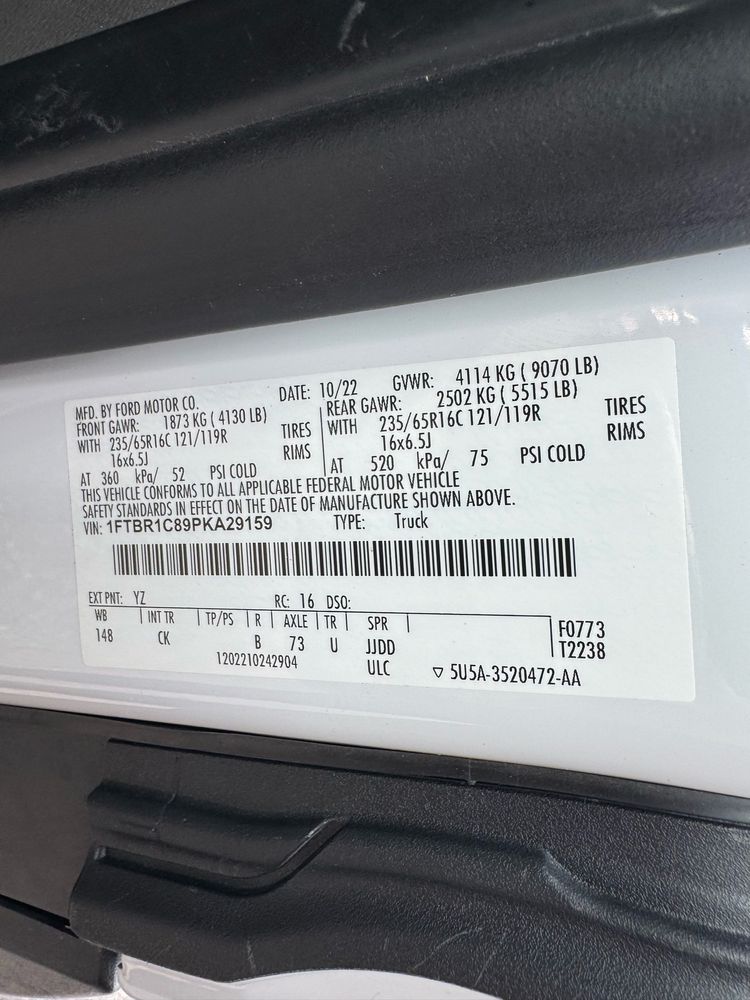 MFD. BY FORD MOTOR CO. DATE: 10/22 GVWR: 4114 KG ( 9070 LB)
FRONT GAWR: 1873 KG ( 4130 LB) REAR GAWR: 2502 KG ( 5515 LB)
WITH 235/65R16C 121/119R TIRES WITH 235/65R16C 121/119R TIRES
16x6.5J RIMS 16x6.5J RIMS
AT 360 kPa/ 52 PSI COLD AT 520 kPa/ 75 PSI COLD
THIS VEHICLE CONFORMS TO ALL APPLICABLE FEDERAL MOTOR VEHICLE
SAFETY STANDARDS IN EFFECT ON THE DATE OF MANUFACTURE SHOWN ABOVE.
VIN: 1FTBR1C89PKA29159 TYPE: Truck
EXT PNT: YZ RC: 16 DSO:
WB INT TR TP/PS R AXLE TR SPR F0773
148 CK B 73 U JJDD T2238
1202210242904 ULC ▽ 5U5A-3520472-AA